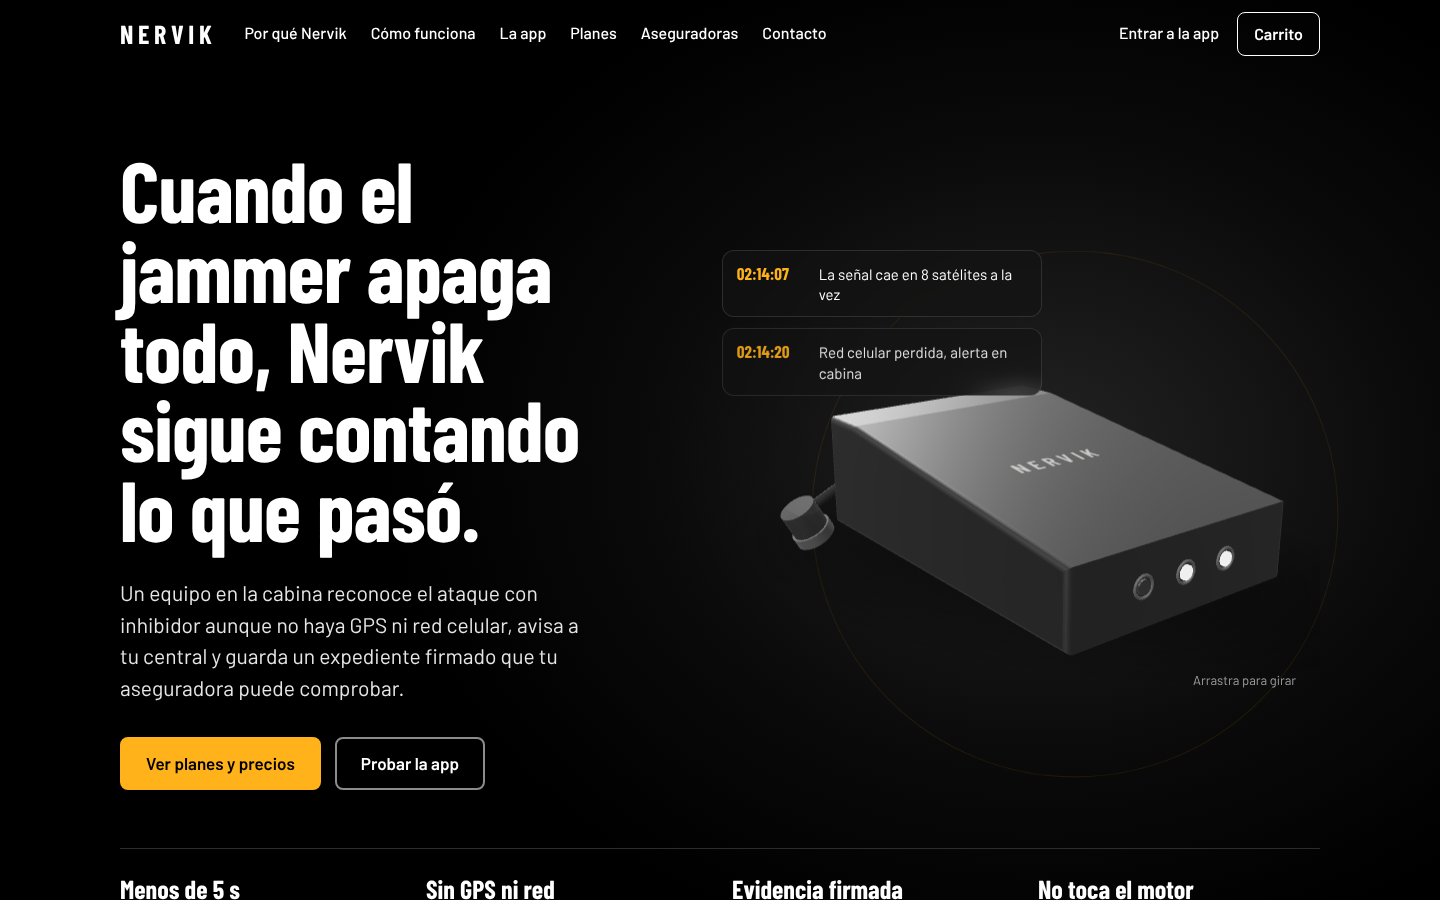 NERVIK
Por qué Nervik
Cómo funciona
La app
Planes
Aseguradoras
Contacto
Entrar a la app
Carrito
Cuando el
jammer apaga
todo, Nervik
sigue contando
lo que pasó.
Un equipo en la cabina reconoce el ataque con
inhibidor aunque no haya GPS ni red celular, avisa a
tu central y guarda un expediente firmado que tu
aseguradora puede comprobar.
Ver planes y precios
Probar la app
02:14:07
La señal cae en 8 satélites a la
vez
02:14:20
Red celular perdida, alerta en
cabina
NERVIK
Arrastra para girar
Menos de 5 s
Sin GPS ni red
Evidencia firmada
No toca el motor